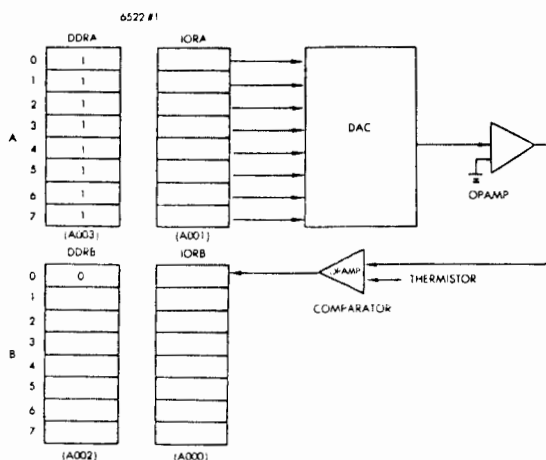 6522 #1
DDRA IORA
0 1
1 1
2 1
3 1
A
4 1
5 1
6 1
7 1
DAC
OPAMP
(A003) (A001)
DDRB IORB
0 0
1
2
3
B
4
5
6
7
OPAMP
THERMISTOR
COMPARATOR
(A002) (A000)